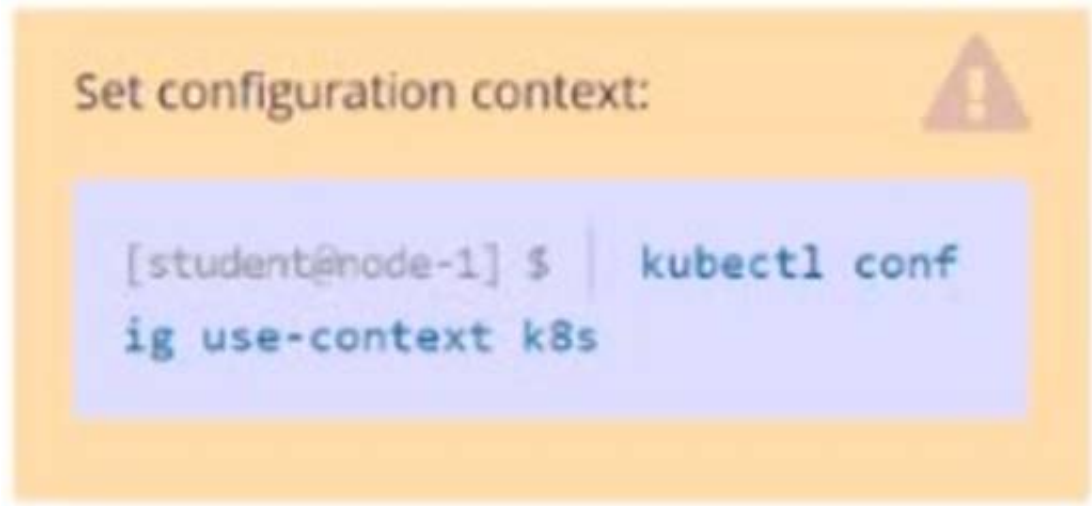 Set configuration context:
[student@node-1] $ | kubectl conf
ig use-context k8s